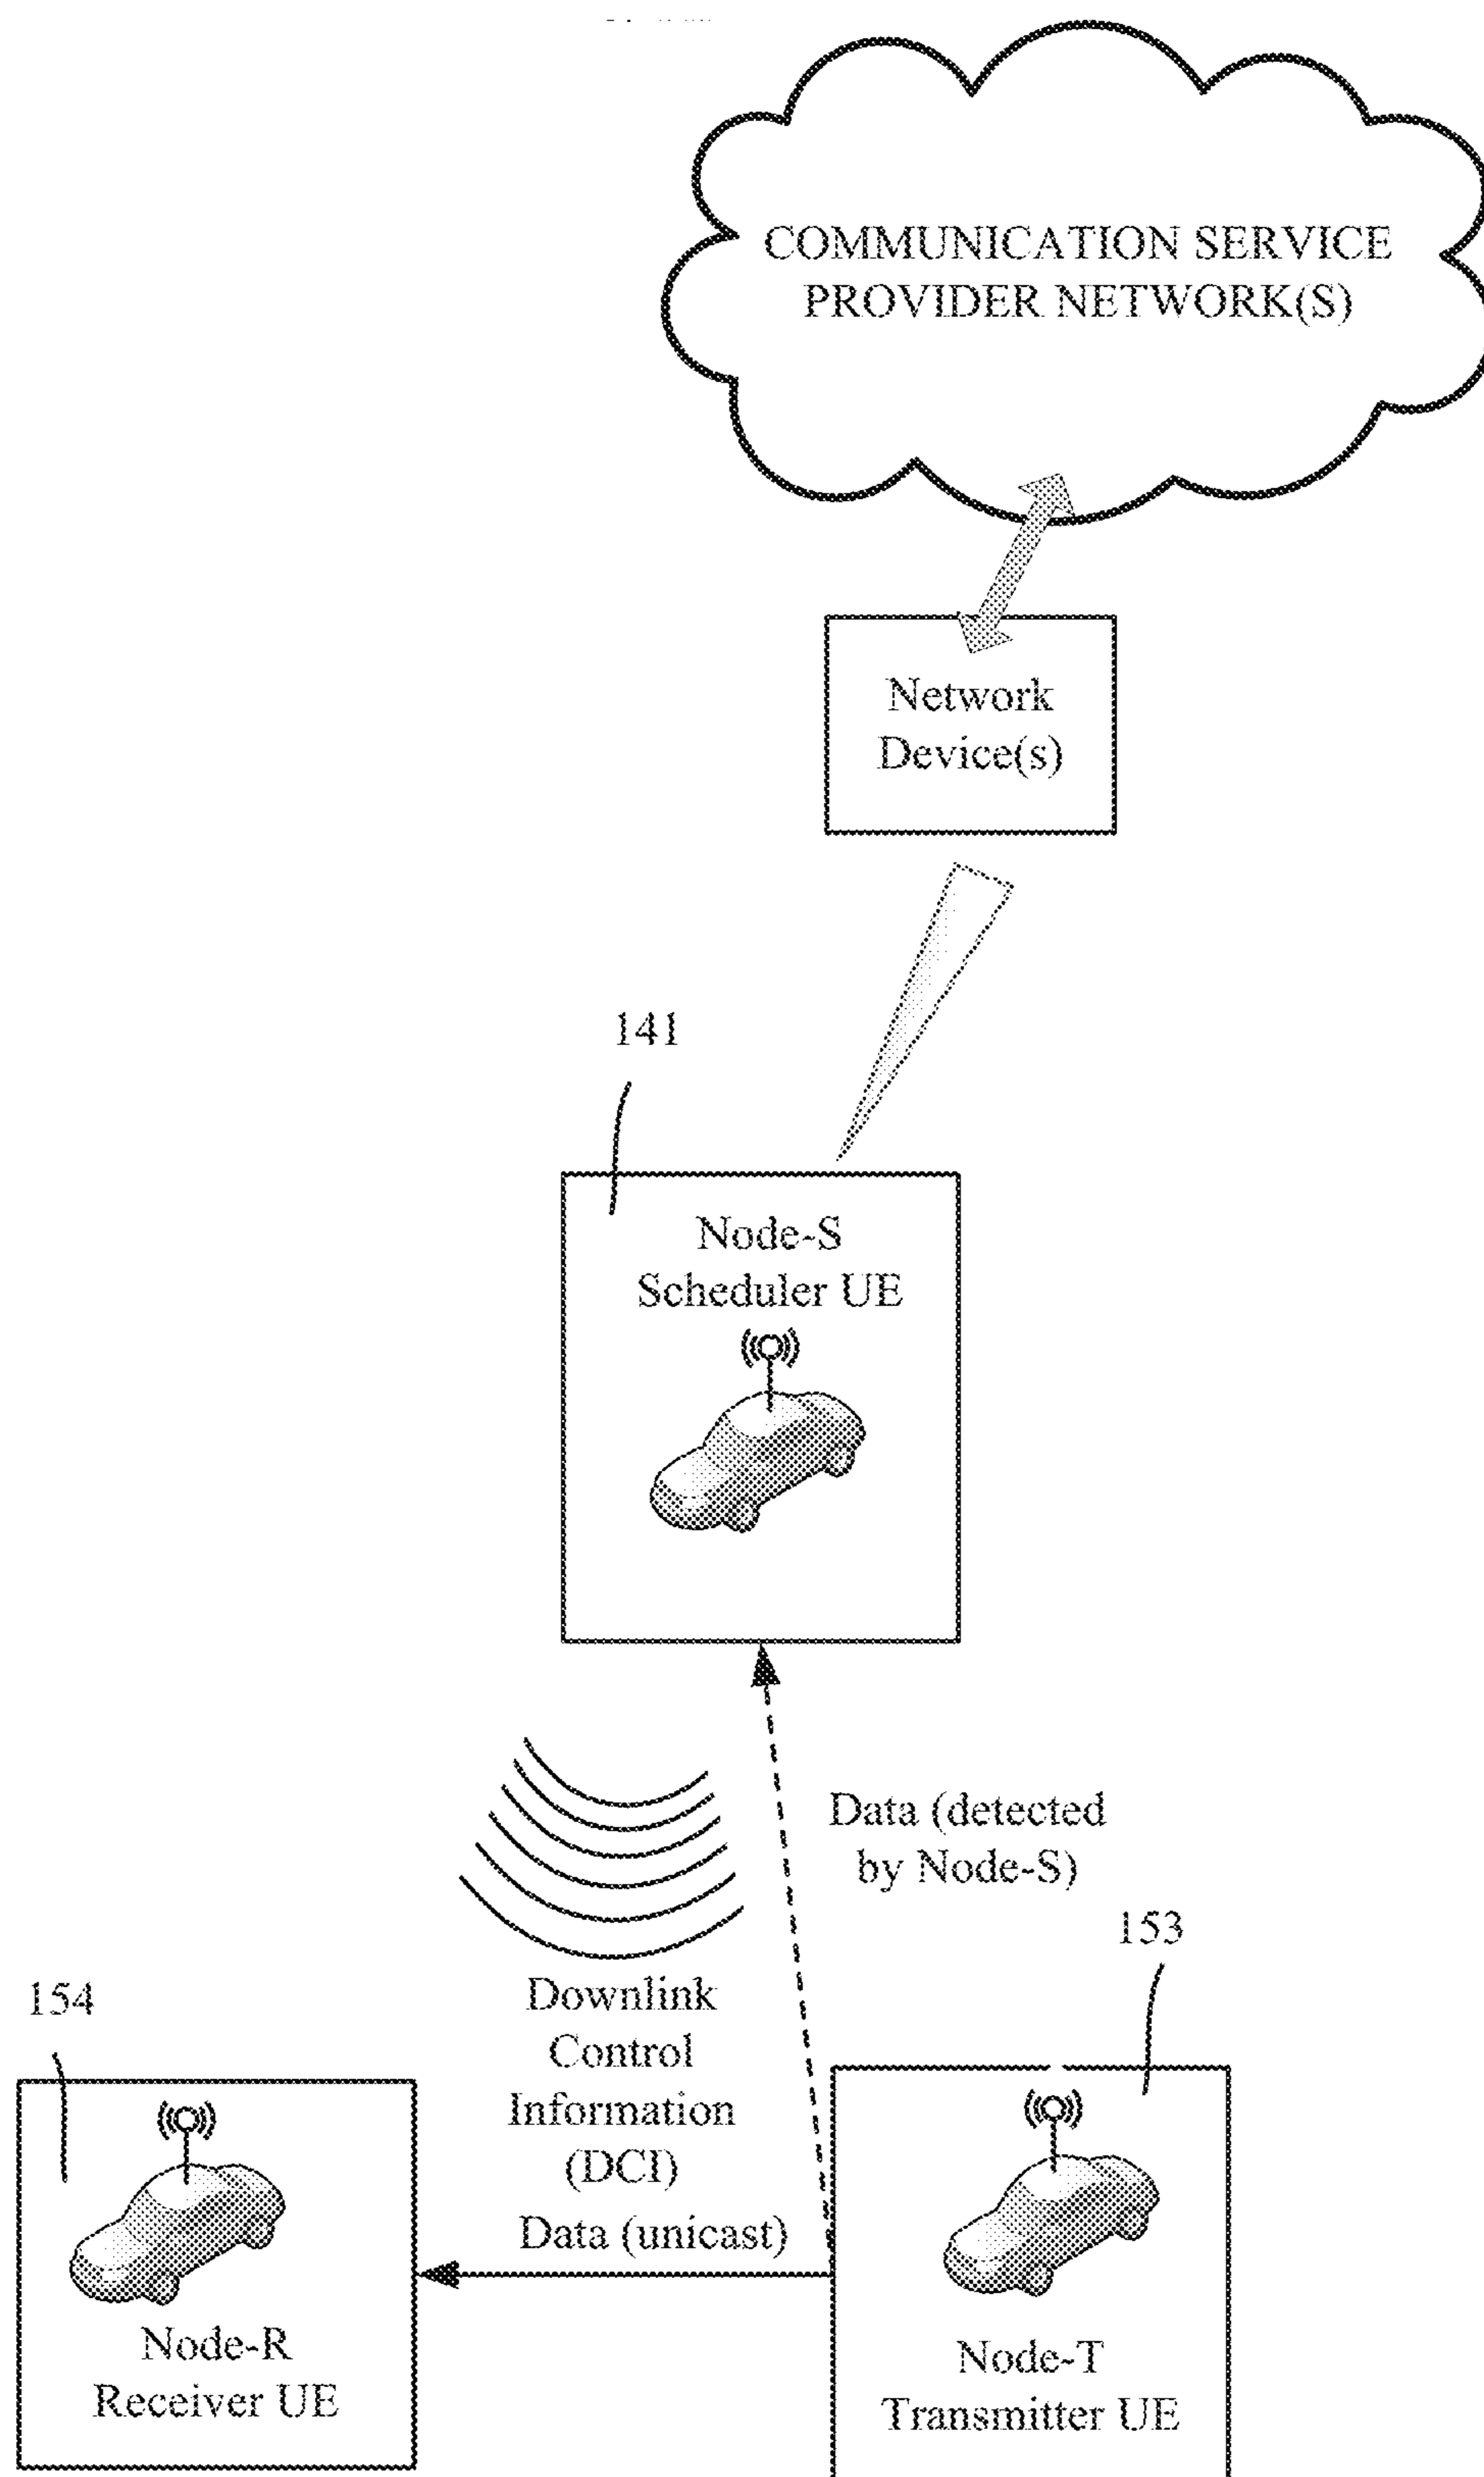 COMMUNICATION SERVICE
PROVIDER NETWORK(S)
Network
Device(s)
141
Node-S
Scheduler UE
Data (detected
by Node-S)
153
154
Downlink
Control
Information
(DCI)
Data (unicast)
Node-R
Receiver UE
Node-T
Transmitter UE